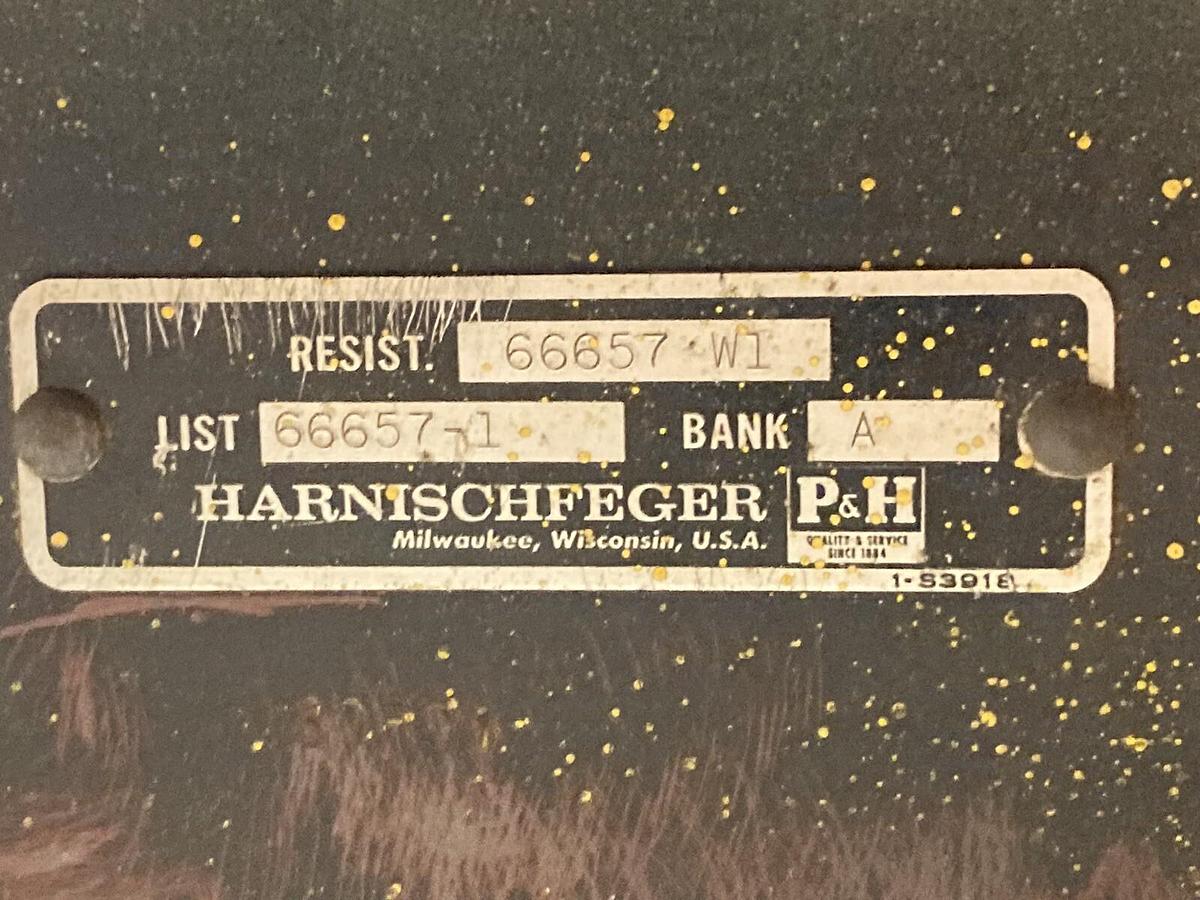 RESIST. 66657 W1
LIST 66657-1 BANK A
HARNISCHFEGER P&H
Milwaukee, Wisconsin, U.S.A. QUALITY & SERVICE
SINCE 1884
1-S3918